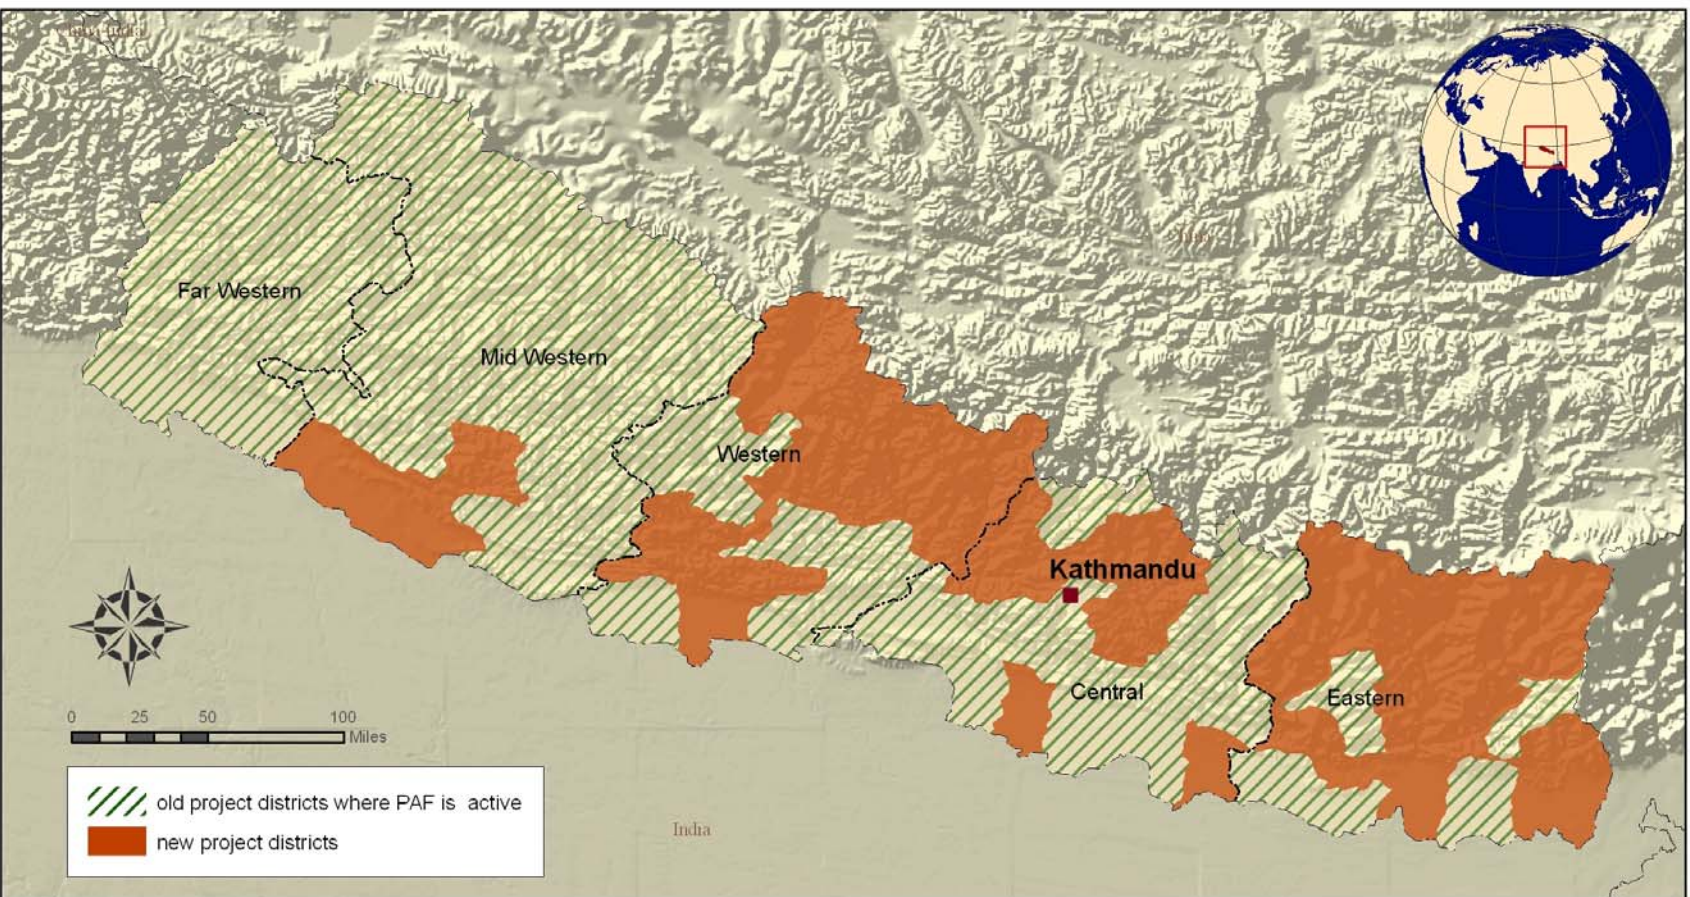 Far Western
Mid Western
Western
Kathmandu
Central
Eastern
0 25 50 100
Miles
old project districts where PAF is active
new project districts
India